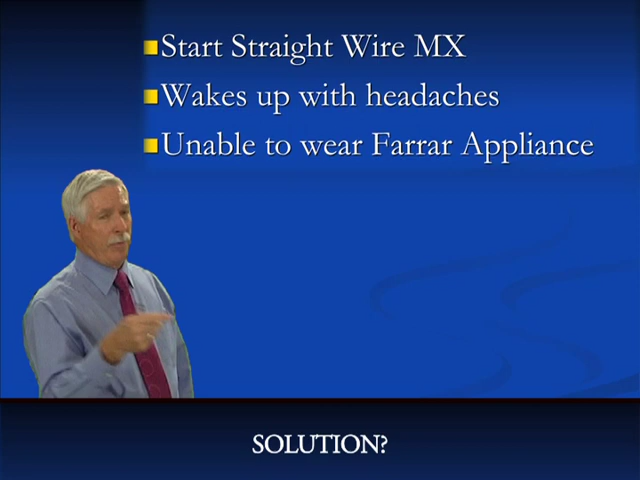 Start Straight Wire MX
Wakes up with headaches
Unable to wear Farrar Appliance
SOLUTION?